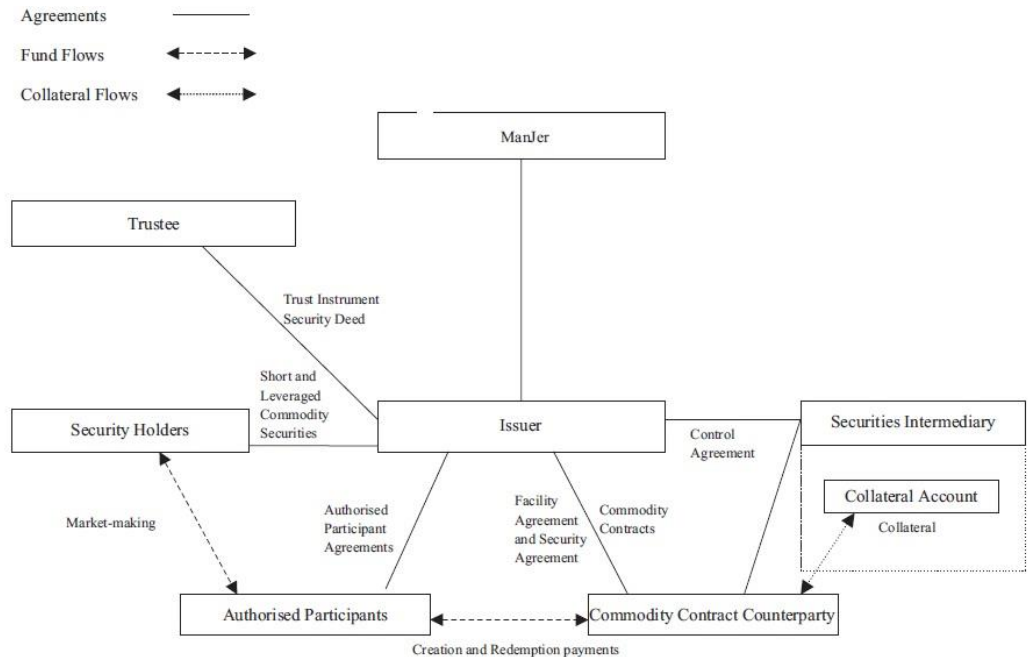 Agreements
Fund Flows
Collateral Flows
ManJer
Trustee
Trust Instrument
Security Deed
Short and
Leveraged
Commodity
Securities
Security Holders
Issuer
Control
Agreement
Securities Intermediary
Collateral Account
Collateral
Market-making
Authorised
Participant
Agreements
Facility
Agreement
and Security
Agreement
Commodity
Contracts
Authorised Participants
Commodity Contract Counterparty
Creation and Redemption payments